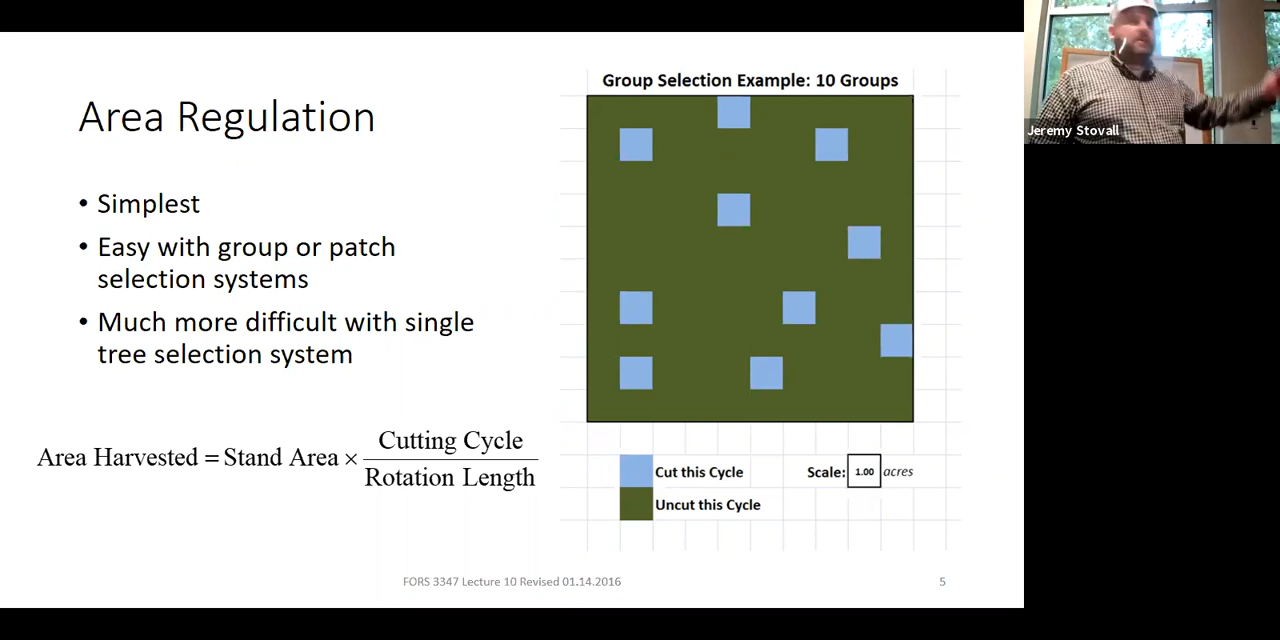 Area Regulation
• Simplest
• Easy with group or patch
selection systems
• Much more difficult with single
tree selection system
Area Harvested = Stand Area × Cutting Cycle / Rotation Length
Group Selection Example: 10 Groups
Cut this Cycle
Uncut this Cycle
Scale: 1.00 acres
FORS 3347 Lecture 10 Revised 01.14.2016
5
Jeremy Stovall